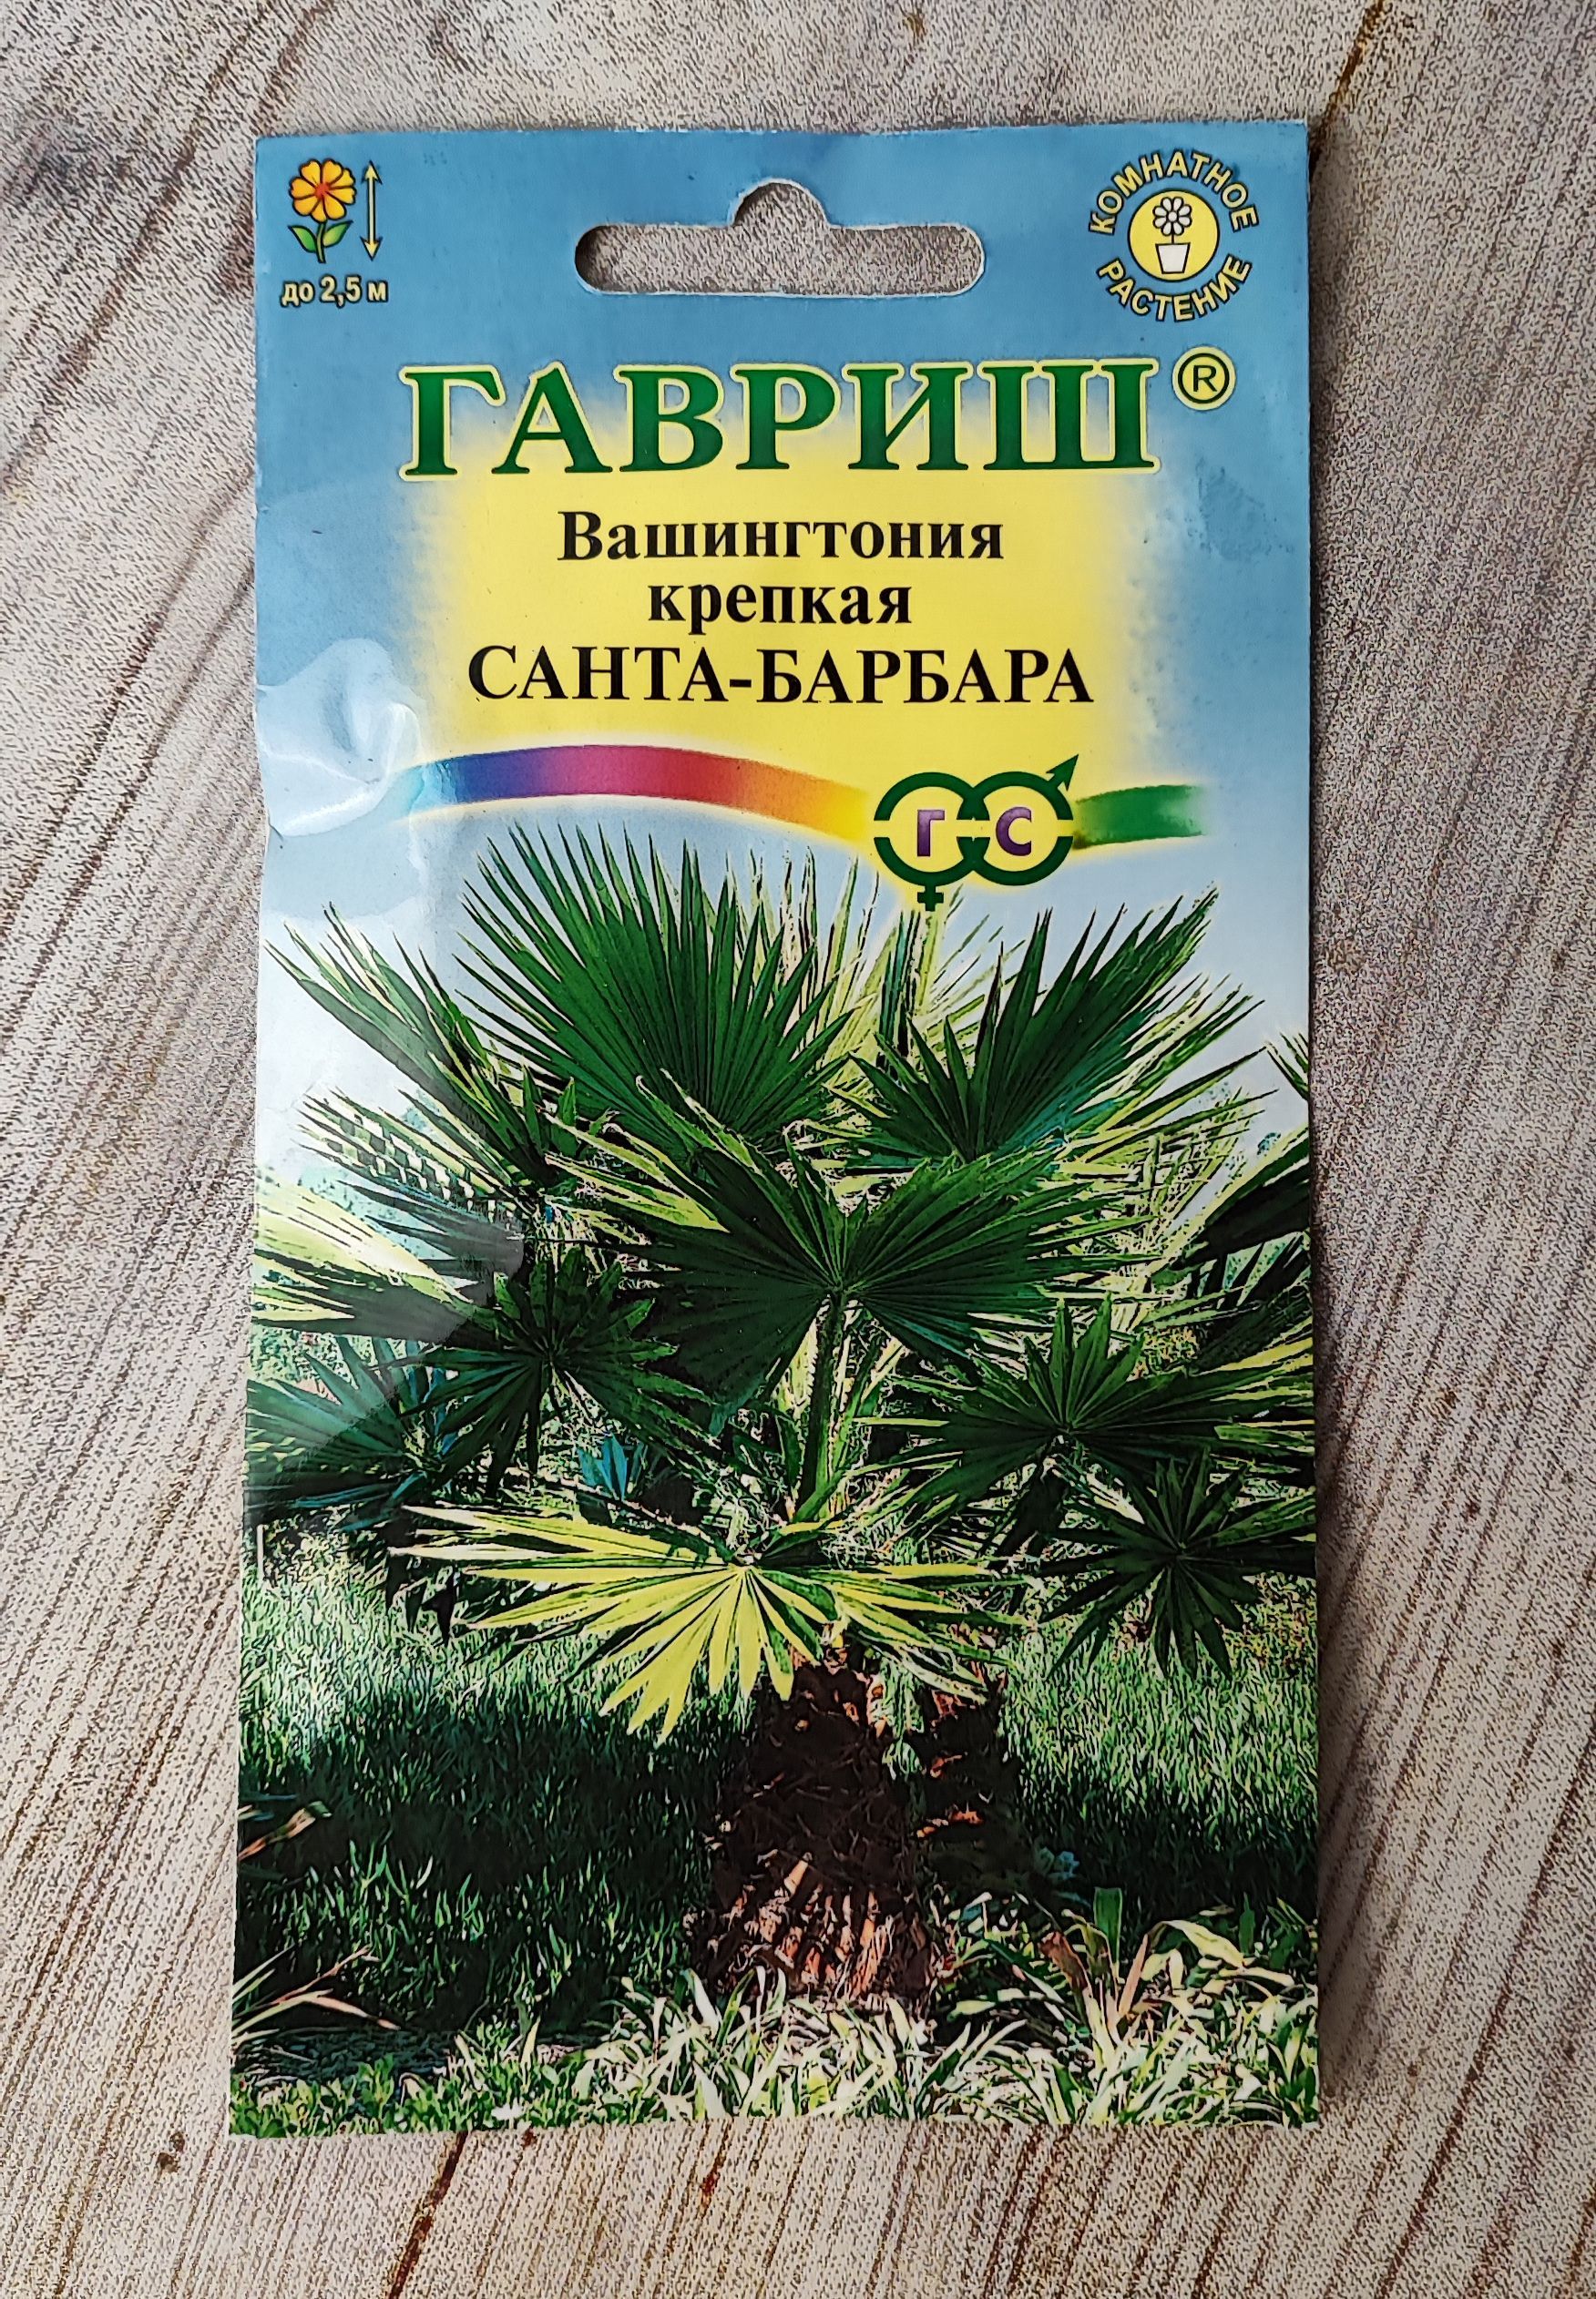 до 2,5 м
КОМНАТНОЕ
РАСТЕНИЕ
ГАВРИШ®
Вашингтония
крепкая
САНТА-БАРБАРА
Г С